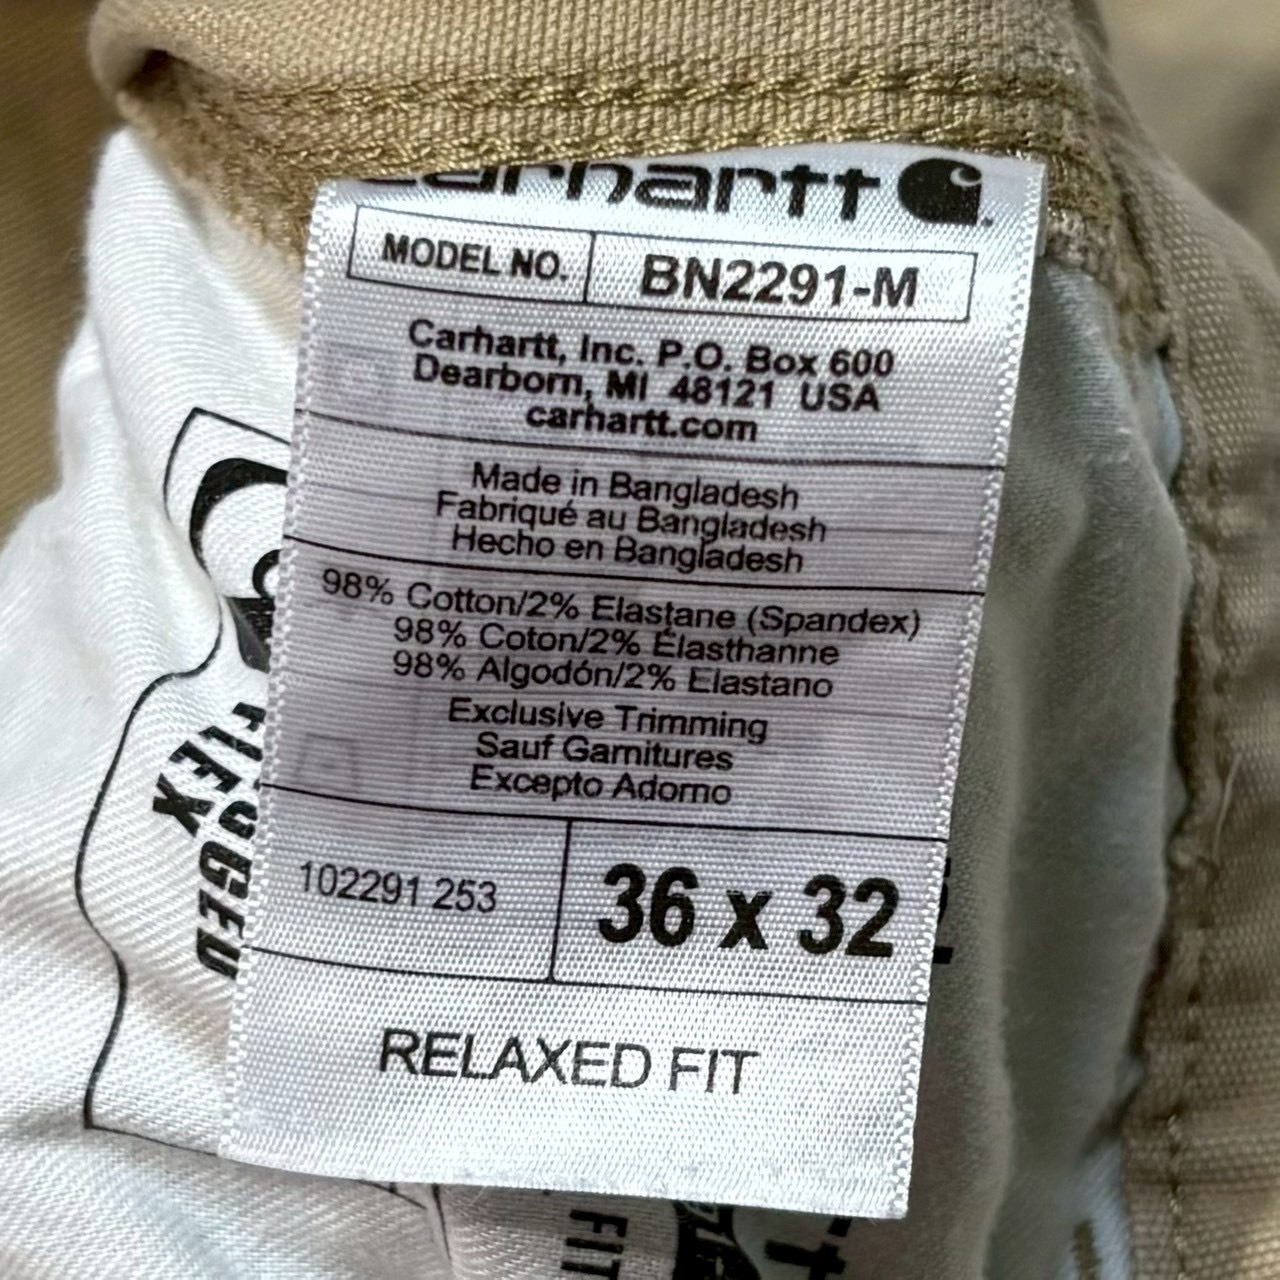 carhartt
MODEL NO. BN2291-M
Carhartt, Inc. P.O. Box 600
Dearborn, MI 48121 USA
carhartt.com
Made in Bangladesh
Fabriqué au Bangladesh
Hecho en Bangladesh
98% Cotton/2% Elastane (Spandex)
98% Coton/2% Élasthanne
98% Algodón/2% Elastano
Exclusive Trimming
Sauf Garnitures
Excepto Adorno
102291 253 36 x 32
RELAXED FIT
FLEX
FIT